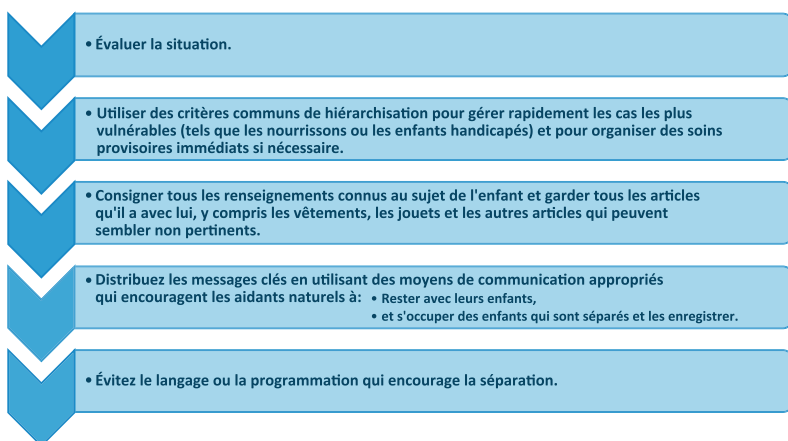 • Évaluer la situation.
• Utiliser des critères communs de hiérarchisation pour gérer rapidement les cas les plus
vulnérables (tels que les nourrissons ou les enfants handicapés) et pour organiser des soins
provisoires immédiats si nécessaire.
• Consigner tous les renseignements connus au sujet de l'enfant et garder tous les articles
qu'il a avec lui, y compris les vêtements, les jouets et les autres articles qui peuvent
sembler non pertinents.
• Distribuez les messages clés en utilisant des moyens de communication appropriés
qui encouragent les aidants naturels à: • Rester avec leurs enfants,
• et s'occuper des enfants qui sont séparés et les enregistrer.
• Évitez le langage ou la programmation qui encourage la séparation.